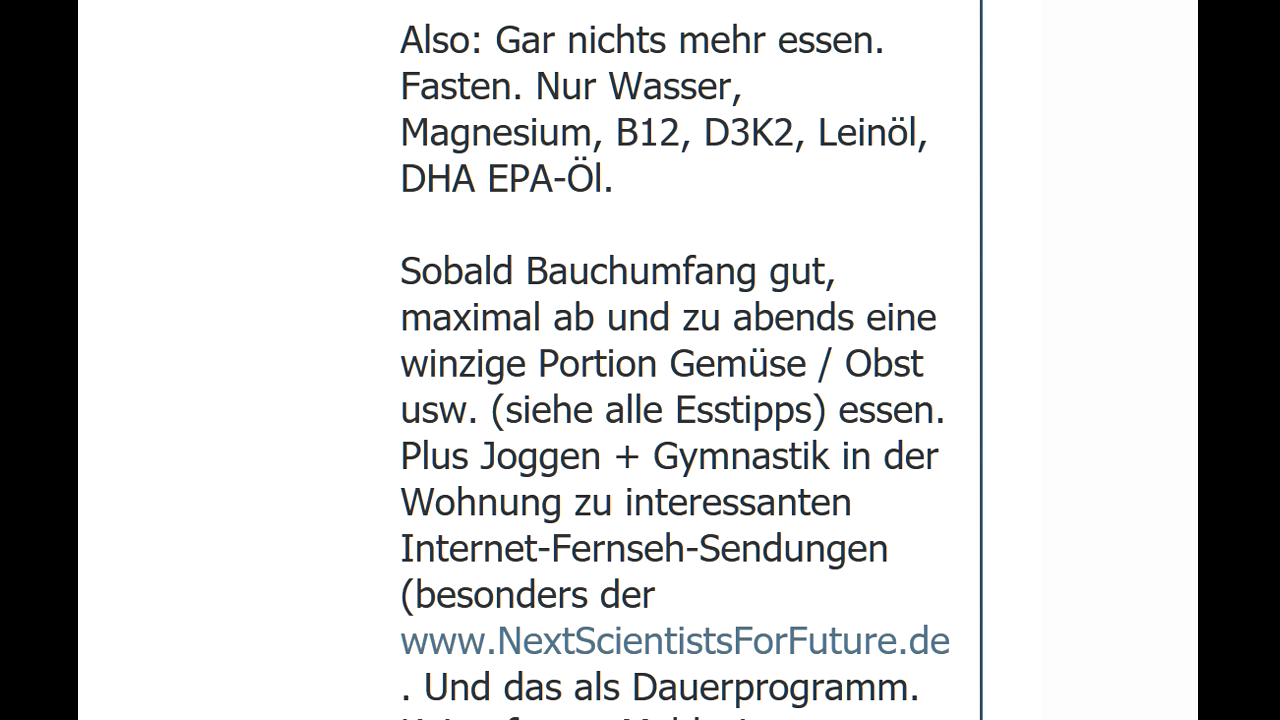 Also: Gar nichts mehr essen.
Fasten. Nur Wasser,
Magnesium, B12, D3K2, Leinöl,
DHA EPA-Öl.
Sobald Bauchumfang gut,
maximal ab und zu abends eine
winzige Portion Gemüse / Obst
usw. (siehe alle Esstipps) essen.
Plus Joggen + Gymnastik in der
Wohnung zu interessanten
Internet-Fernseh-Sendungen
(besonders der
www.NextScientistsForFuture.de
. Und das als Dauerprogramm.